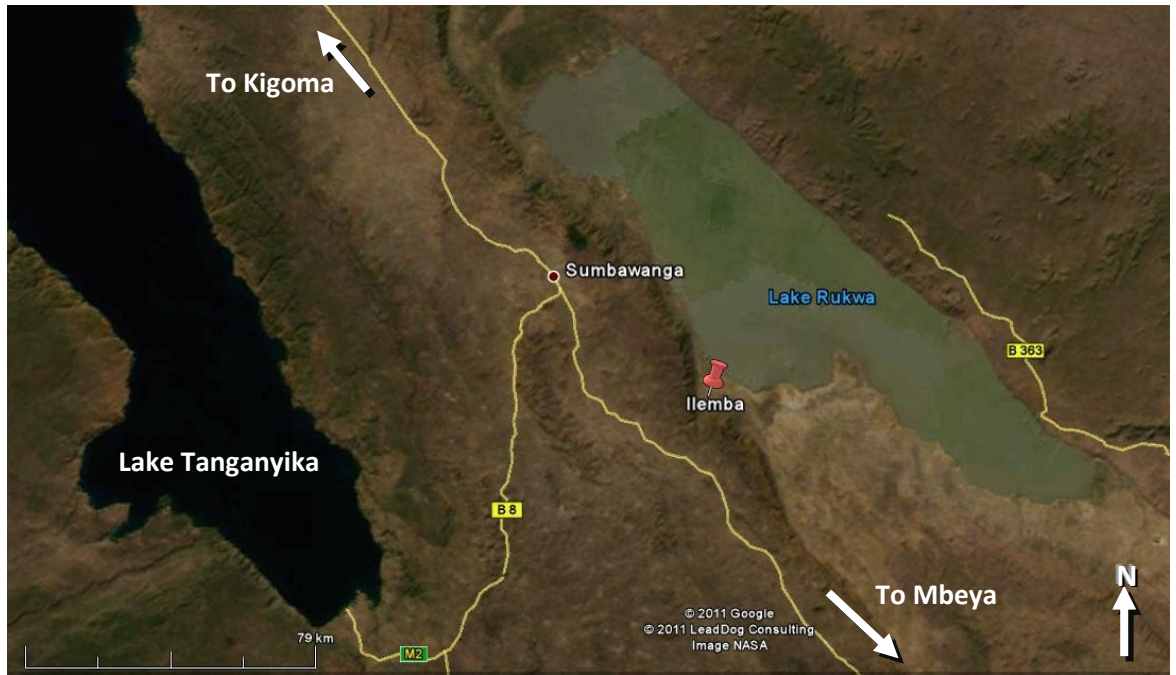 To Kigoma
Sumbawanga
Lake Rukwa
B 363
Ilemba
Lake Tanganyika
B 8
To Mbeya
N
© 2011 Google
© 2011 LeadDog Consulting
Image NASA
79 km
M2